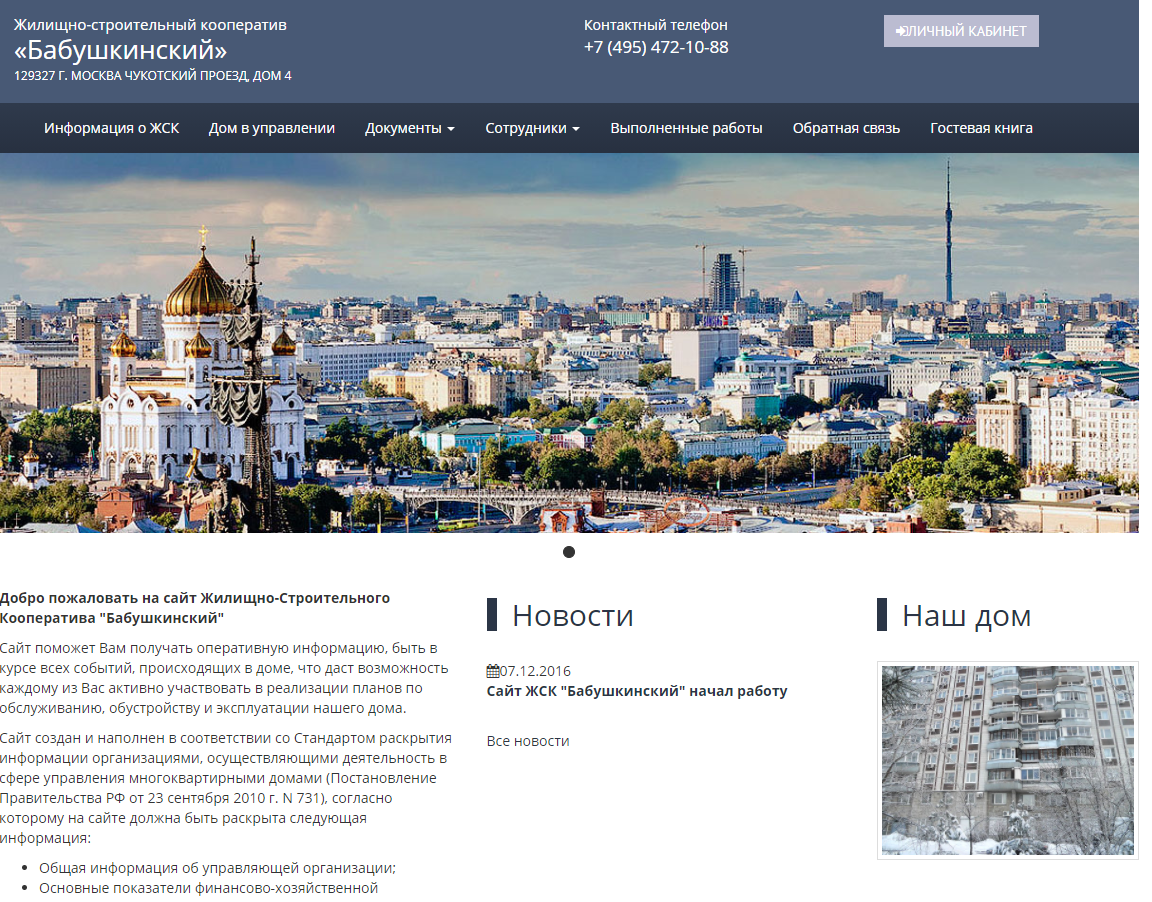 Жилищно-строительный кооператив
«Бабушкинский»
129327 Г. МОСКВА ЧУКОТСКИЙ ПРОЕЗД, ДОМ 4
Контактный телефон
+7 (495) 472-10-88
ЛИЧНЫЙ КАБИНЕТ
Информация о ЖСК Дом в управлении Документы Сотрудники Выполненные работы Обратная связь Гостевая книга
Добро пожаловать на сайт Жилищно-Строительного
Кооператива "Бабушкинский"
Сайт поможет Вам получать оперативную информацию, быть в
курсе всех событий, происходящих в доме, что даст возможность
каждому из Вас активно участвовать в реализации планов по
обслуживанию, обустройству и эксплуатации нашего дома.
Сайт создан и наполнен в соответствии со Стандартом раскрытия
информации организациями, осуществляющими деятельность в
сфере управления многоквартирными домами (Постановление
Правительства РФ от 23 сентября 2010 г. N 731), согласно
которому на сайте должна быть раскрыта следующая
информация:
Общая информация об управляющей организации;
Основные показатели финансово-хозяйственной
Новости
07.12.2016
Сайт ЖСК "Бабушкинский" начал работу
Все новости
Наш дом